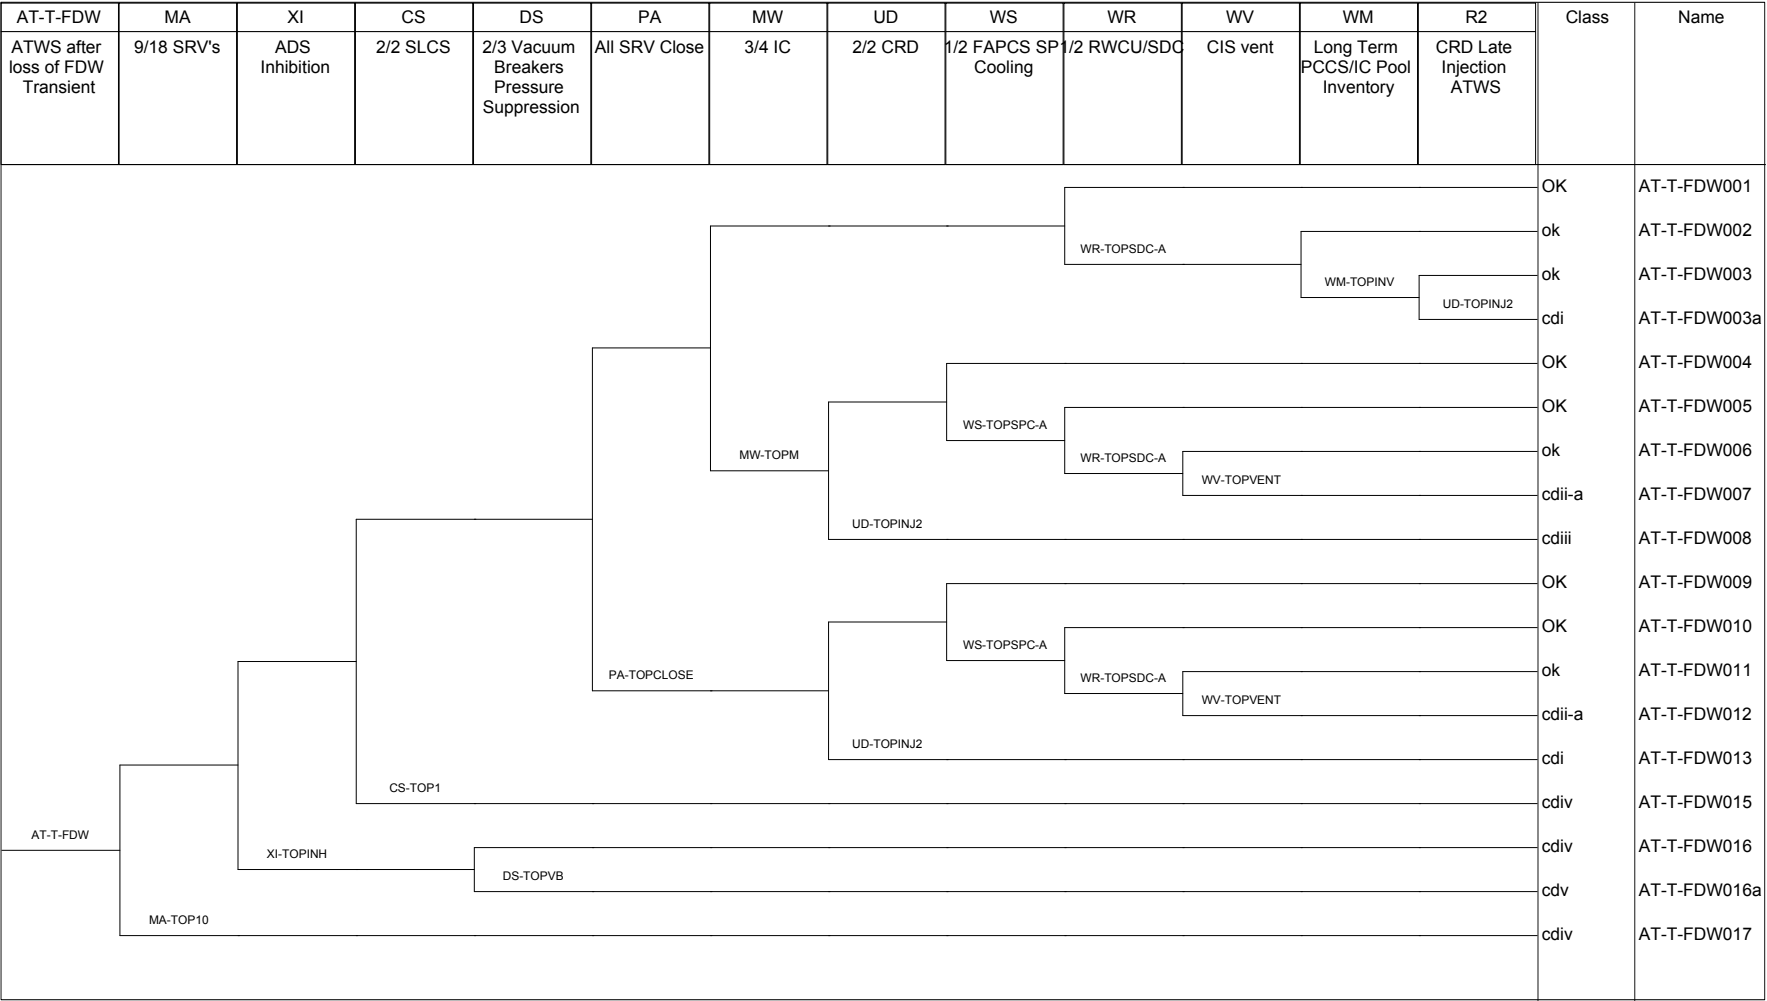 AT-T-FDW MA XI CS DS PA MW UD WS WR WV WM R2 Class Name
ATWS after 9/18 SRV's ADS 2/2 SLCS 2/3 Vacuum All SRV Close 3/4 IC 2/2 CRD 1/2 FAPCS SP 1/2 RWCU/SDC CIS vent Long Term CRD Late
loss of FDW Inhibition Breakers Cooling PCCS/IC Pool Injection
Transient Pressure Inventory ATWS
Suppression
OK AT-T-FDW001
ok AT-T-FDW002
WR-TOPSDC-A
ok AT-T-FDW003
WM-TOPINV
UD-TOPINJ2
cdi AT-T-FDW003a
OK AT-T-FDW004
OK AT-T-FDW005
WS-TOPSPC-A
ok AT-T-FDW006
MW-TOPM WR-TOPSDC-A
WV-TOPVENT
cdii-a AT-T-FDW007
UD-TOPINJ2
cdiii AT-T-FDW008
OK AT-T-FDW009
OK AT-T-FDW010
WS-TOPSPC-A
ok AT-T-FDW011
PA-TOPCLOSE WR-TOPSDC-A
WV-TOPVENT
cdii-a AT-T-FDW012
UD-TOPINJ2
cdi AT-T-FDW013
CS-TOP1
cdiv AT-T-FDW015
AT-T-FDW
cdiv AT-T-FDW016
XI-TOPINH
DS-TOPVB
cdv AT-T-FDW016a
MA-TOP10
cdiv AT-T-FDW017